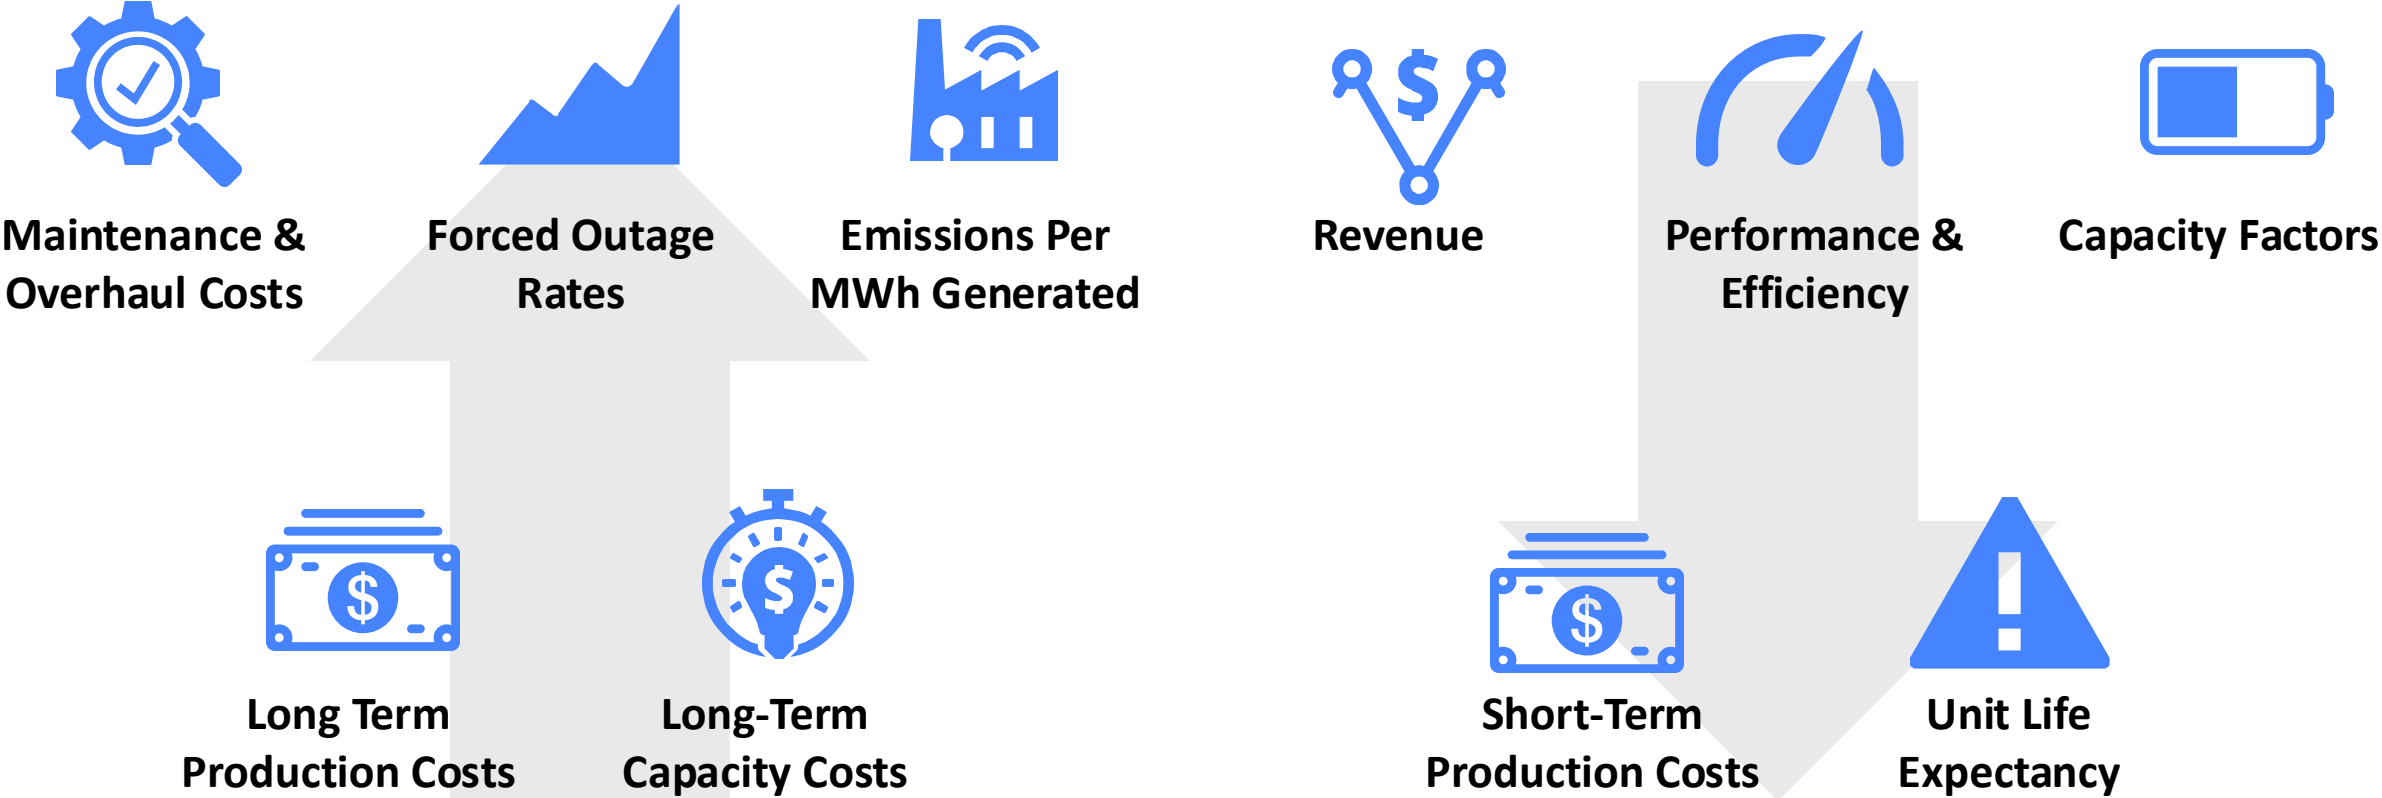 Maintenance &
Overhaul Costs
Forced Outage
Rates
Emissions Per
MWh Generated
$
Revenue
Performance &
Efficiency
Capacity Factors
$
Long Term
Production Costs
$
Long-Term
Capacity Costs
$
Short-Term
Production Costs
!
Unit Life
Expectancy